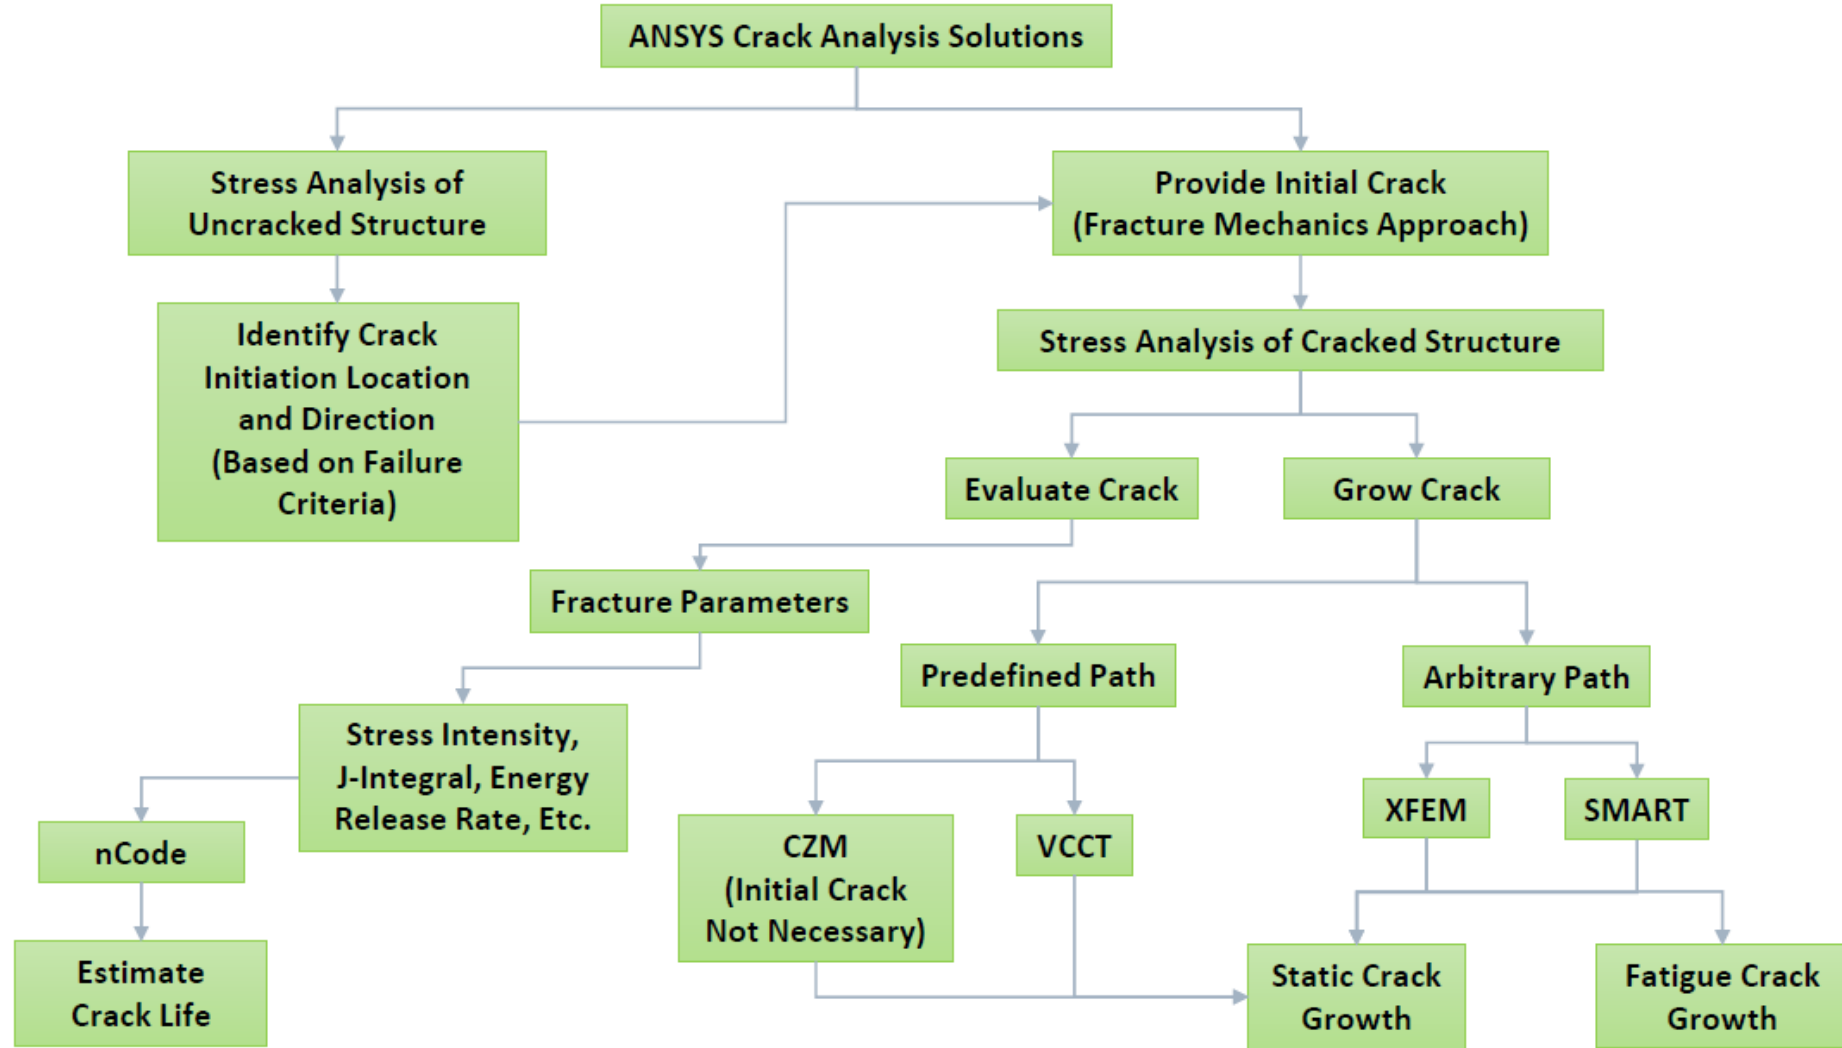 ANSYS Crack Analysis Solutions
Stress Analysis of
Uncracked Structure
Provide Initial Crack
(Fracture Mechanics Approach)
Identify Crack
Initiation Location
and Direction
(Based on Failure
Criteria)
Stress Analysis of Cracked Structure
Evaluate Crack
Grow Crack
Fracture Parameters
Predefined Path
Arbitrary Path
Stress Intensity,
J-Integral, Energy
Release Rate, Etc.
XFEM
SMART
nCode
CZM
(Initial Crack
Not Necessary)
VCCT
Estimate
Crack Life
Static Crack
Growth
Fatigue Crack
Growth